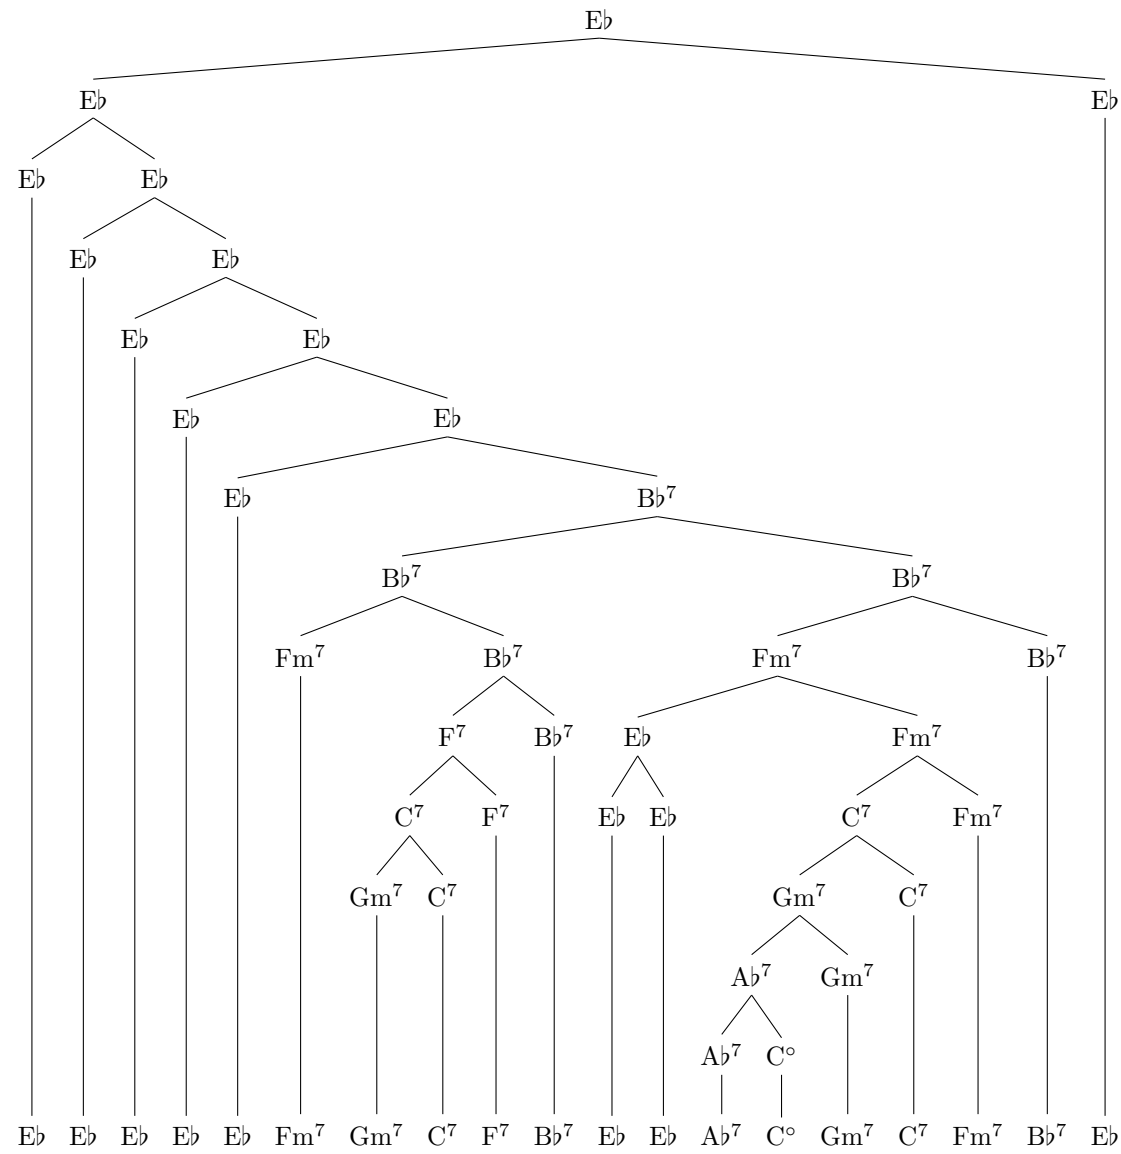 E♭
E♭ E♭
E♭ E♭
E♭ E♭
E♭ E♭
E♭ E♭
E♭ B♭⁷
B♭⁷ B♭⁷
Fm⁷ B♭⁷ Fm⁷ B♭⁷
F⁷ B♭⁷ E♭ Fm⁷
C⁷ F⁷ E♭ E♭ C⁷ Fm⁷
Gm⁷ C⁷ Gm⁷ C⁷
A♭⁷ Gm⁷
A♭⁷ C°
E♭ E♭ E♭ E♭ E♭ Fm⁷ Gm⁷ C⁷ F⁷ B♭⁷ E♭ E♭ A♭⁷ C° Gm⁷ C⁷ Fm⁷ B♭⁷ E♭